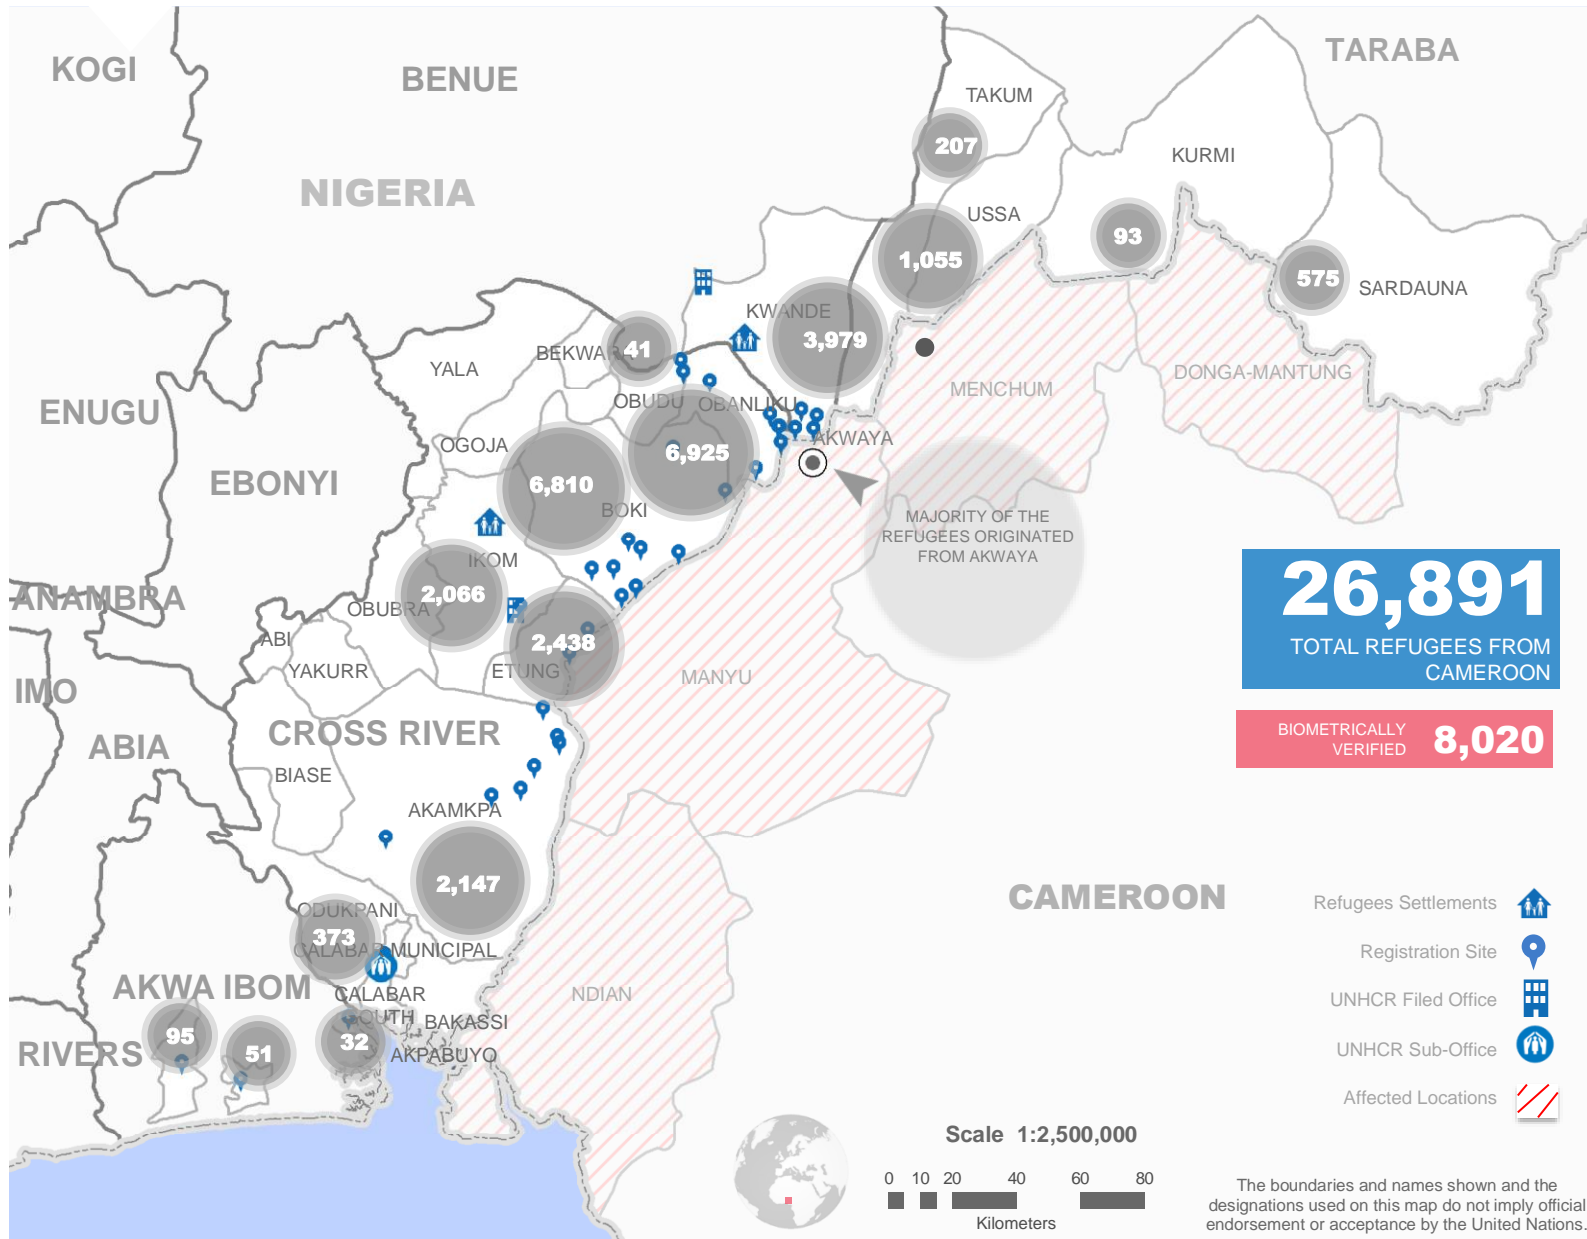 KOGI
BENUE
TARABA
TAKUM
207
KURMI
NIGERIA
USSA
93
1,055
575
SARDAUNA
KWANDE
3,979
BEKWARA
41
YALA
MENCHUM
DONGA-MANTUNG
OBUDU
OBANLIKU
ENUGU
OGOJA
AKWAYA
6,925
EBONYI
6,810
BOKI
MAJORITY OF THE
REFUGEES ORIGINATED
FROM AKWAYA
IKOM
2,066
ANAMBRA
OBUBRA
ABI
2,438
YAKURR
ETUNG
MANYU
26,891
TOTAL REFUGEES FROM
CAMEROON
IMO
CROSS RIVER
ABIA
BIOMETRICALLY
VERIFIED
8,020
BIASE
AKAMKPA
2,147
CAMEROON
ODUKPANI
373
CALABAR MUNICIPAL
AKWA IBOM
CALABAR
SOUTH
BAKASSI
NDIAN
95
51
32
RIVERS
AKPABUYO
Refugees Settlements
Registration Site
UNHCR Filed Office
UNHCR Sub-Office
Affected Locations
Scale 1:2,500,000
0 10 20 40 60 80
Kilometers
The boundaries and names shown and the
designations used on this map do not imply official
endorsement or acceptance by the United Nations.